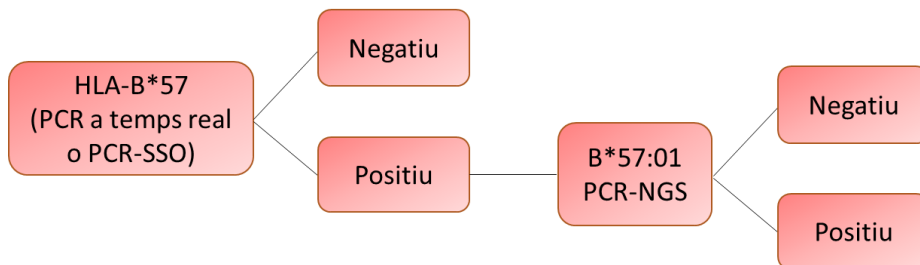 HLA-B*57
(PCR a temps real
o PCR-SSO)
Negatiu
Positiu
B*57:01
PCR-NGS
Negatiu
Positiu